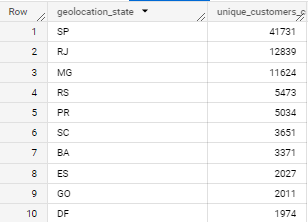 Row geolocation_state unique_customers_c
1 SP 41731
2 RJ 12839
3 MG 11624
4 RS 5473
5 PR 5034
6 SC 3651
7 BA 3371
8 ES 2027
9 GO 2011
10 DF 1974